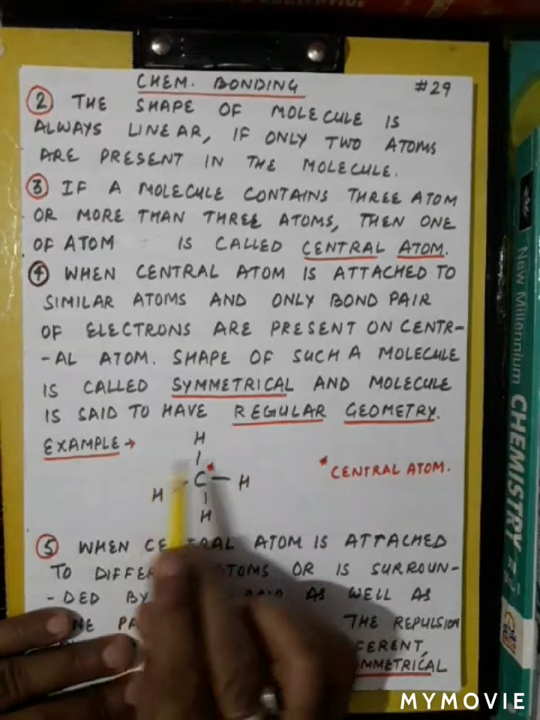 CHEM. BONDING #29
② THE SHAPE OF MOLECULE IS
ALWAYS LINEAR, IF ONLY TWO ATOMS
ARE PRESENT IN THE MOLECULE.
③ IF A MOLECULE CONTAINS THREE ATOM
OR MORE THAN THREE ATOMS, THEN ONE
OF ATOM IS CALLED CENTRAL ATOM.
④ WHEN CENTRAL ATOM IS ATTACHED TO
SIMILAR ATOMS AND ONLY BOND PAIR
OF ELECTRONS ARE PRESENT ON CENTR-
-AL ATOM. SHAPE OF SUCH A MOLECULE
IS CALLED SYMMETRICAL AND MOLECULE
IS SAID TO HAVE REGULAR GEOMETRY.
EXAMPLE→
H
H - C* - H
H
*CENTRAL ATOM.
⑤ WHEN CENTRAL ATOM IS ATTACHED
TO ATOMS OR IS SURROUN-
-DED BY AS WELL AS
THE REPULSION
New Millennium CHEMISTRY
MYMOVIE